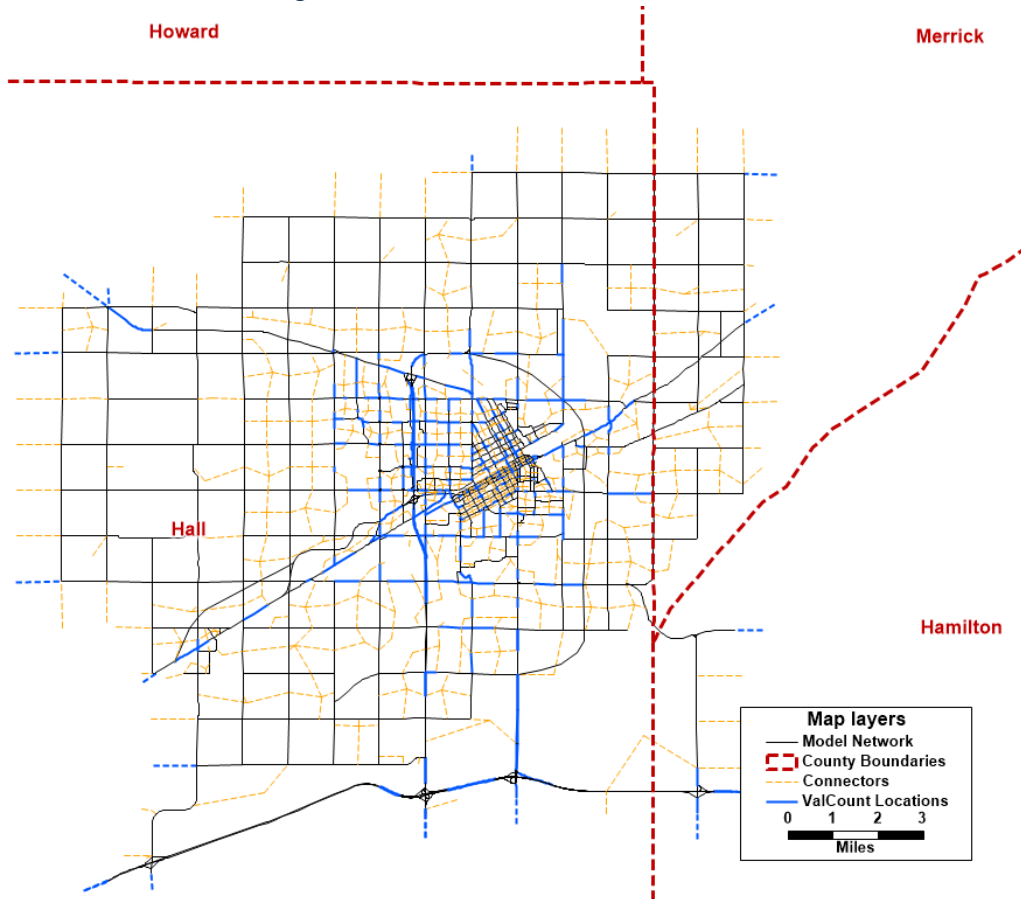 Howard
Merrick
Hall
Hamilton
Map layers
Model Network
County Boundaries
Connectors
ValCount Locations
0 1 2 3
Miles